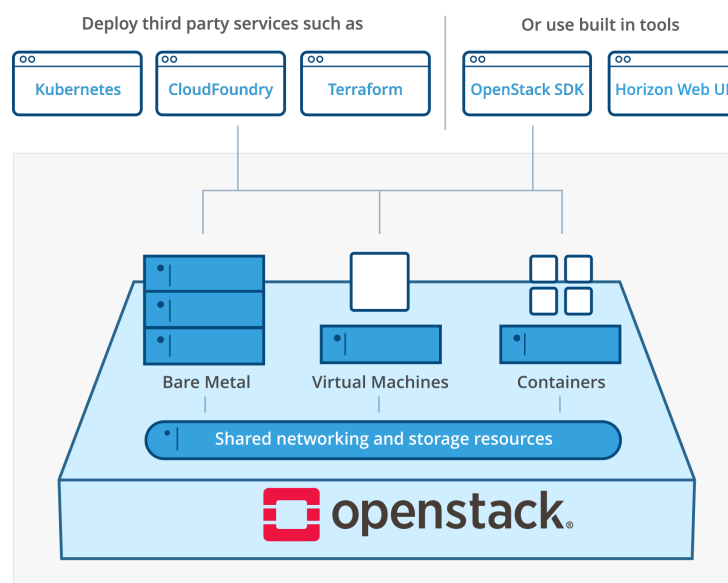 Deploy third party services such as
Or use built in tools
Kubernetes
CloudFoundry
Terraform
OpenStack SDK
Horizon Web UI
Bare Metal
Virtual Machines
Containers
Shared networking and storage resources
openstack®